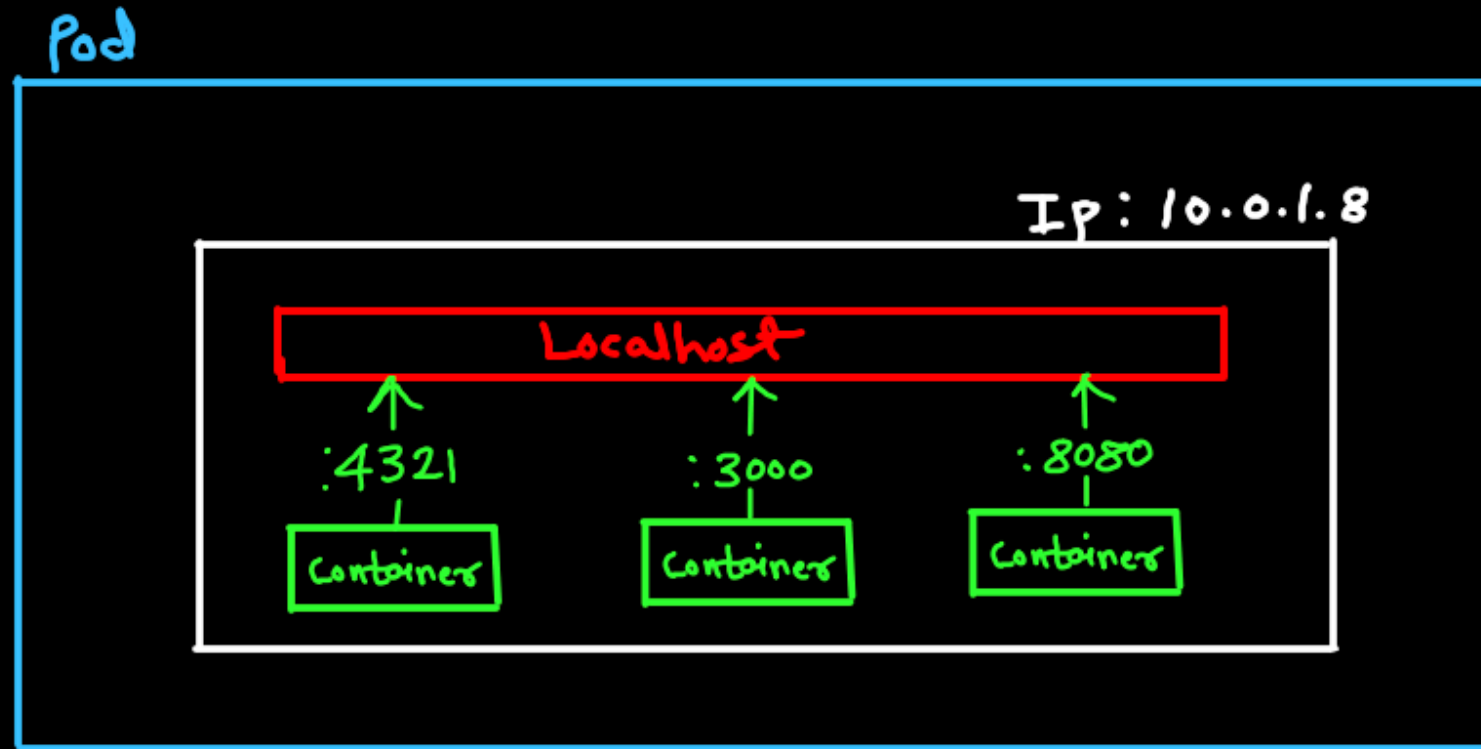 Pod
Ip: 10.0.1.8
Localhost
:4321
:3000
:8080
Container
Container
Container